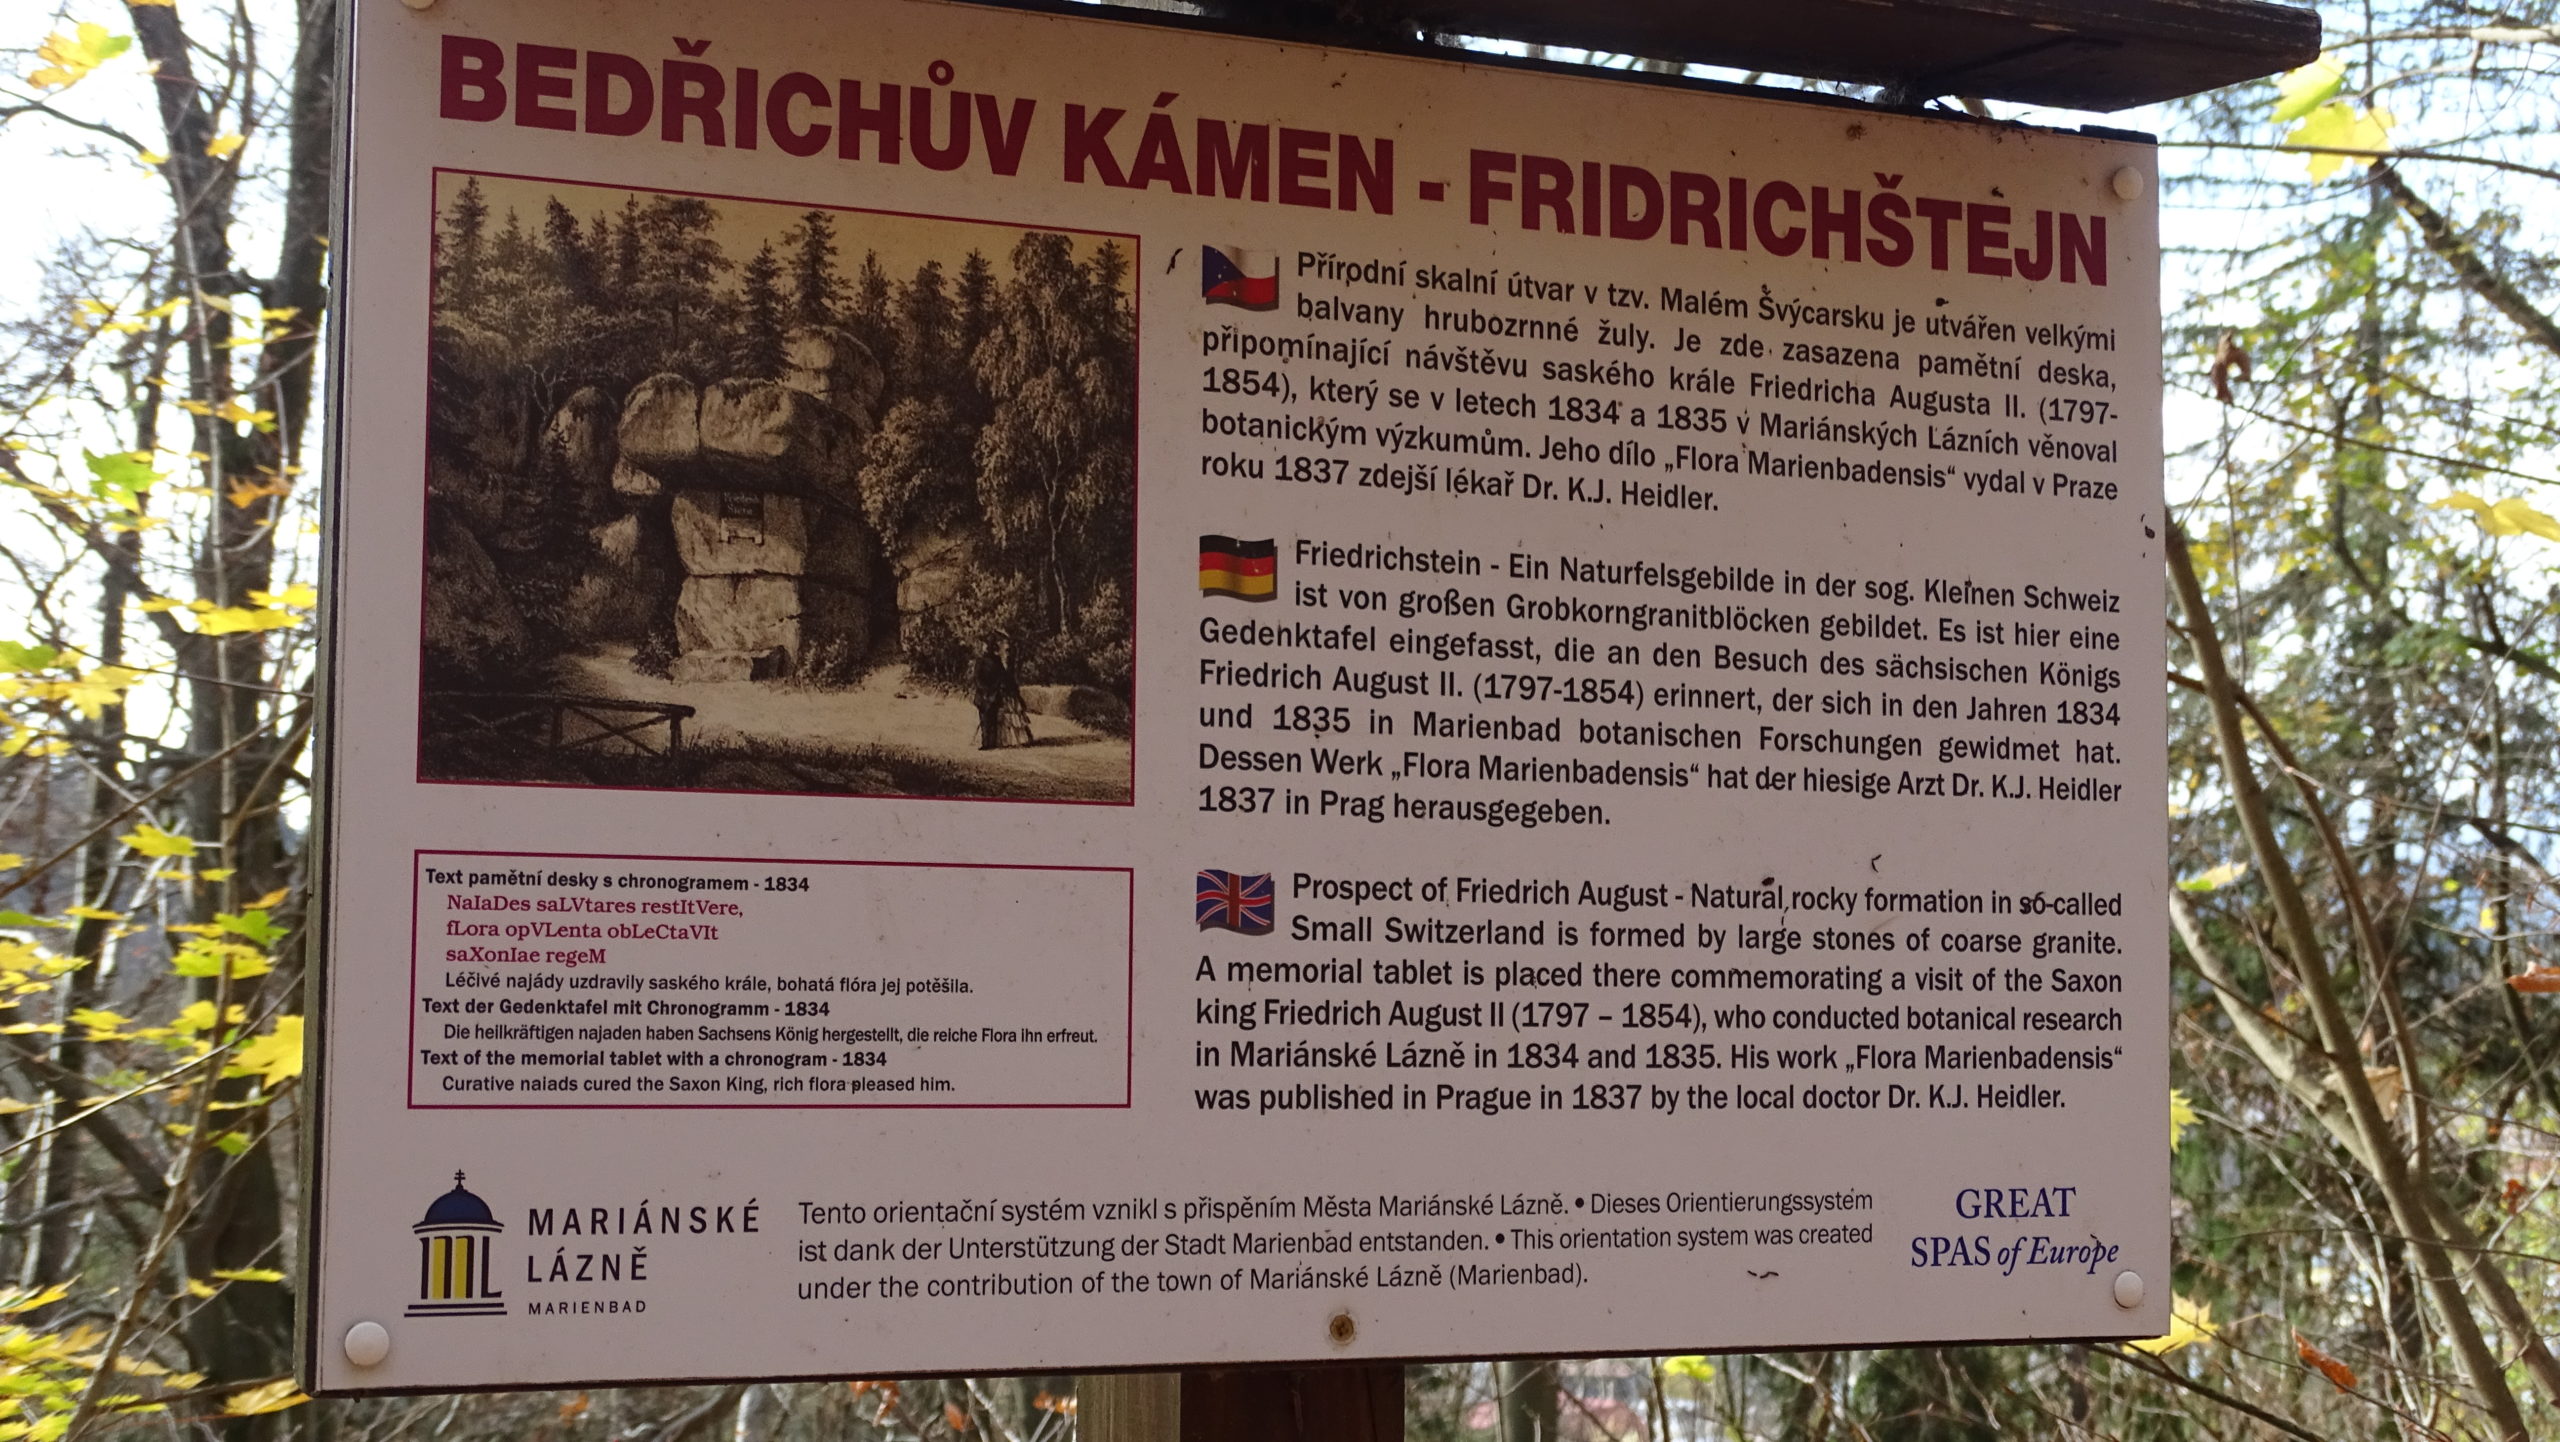 BEDŘICHŮV KÁMEN - FRIDRICHŠTEJN
Přírodní skalní útvar v tzv. Malém Švýcarsku je utvářen velkými
balvany hrubozrnné žuly. Je zde zasazena pamětní deska,
připomínající návštěvu saského krále Friedricha Augusta II. (1797-
1854), který se v letech 1834 a 1835 v Mariánských Lázních věnoval
botanickým výzkumům. Jeho dílo „Flora Marienbadensis“ vydal v Praze
roku 1837 zdejší lékař Dr. K.J. Heidler.
Friedrichstein - Ein Naturfelsgebilde in der sog. Kleinen Schweiz
ist von großen Grobkorngranitblöcken gebildet. Es ist hier eine
Gedenktafel eingefasst, die an den Besuch des sächsischen Königs
Friedrich August II. (1797-1854) erinnert, der sich in den Jahren 1834
und 1835 in Marienbad botanischen Forschungen gewidmet hat.
Dessen Werk „Flora Marienbadensis“ hat der hiesige Arzt Dr. K.J. Heidler
1837 in Prag herausgegeben.
Prospect of Friedrich August - Natural rocky formation in so-called
Small Switzerland is formed by large stones of coarse granite.
A memorial tablet is placed there commemorating a visit of the Saxon
king Friedrich August II (1797 – 1854), who conducted botanical research
in Mariánské Lázně in 1834 and 1835. His work „Flora Marienbadensis“
was published in Prague in 1837 by the local doctor Dr. K.J. Heidler.
Text pamětní desky s chronogramem - 1834
NaIaDes saLVtares restItVere,
fLora opVLenta obLeCtaVIt
saXonIae regeM
Léčivé najády uzdravily saského krále, bohatá flóra jej potěšila.
Text der Gedenktafel mit Chronogramm - 1834
Die heilkräftigen najaden haben Sachsens König hergestellt, die reiche Flora ihn erfreut.
Text of the memorial tablet with a chronogram - 1834
Curative naiads cured the Saxon King, rich flora pleased him.
ML
MARIÁNSKÉ
LÁZNĚ
MARIENBAD
Tento orientační systém vznikl s přispěním Města Mariánské Lázně. • Dieses Orientierungssystem
ist dank der Unterstützung der Stadt Marienbad entstanden. • This orientation system was created
under the contribution of the town of Mariánské Lázně (Marienbad).
GREAT
SPAS of Europe